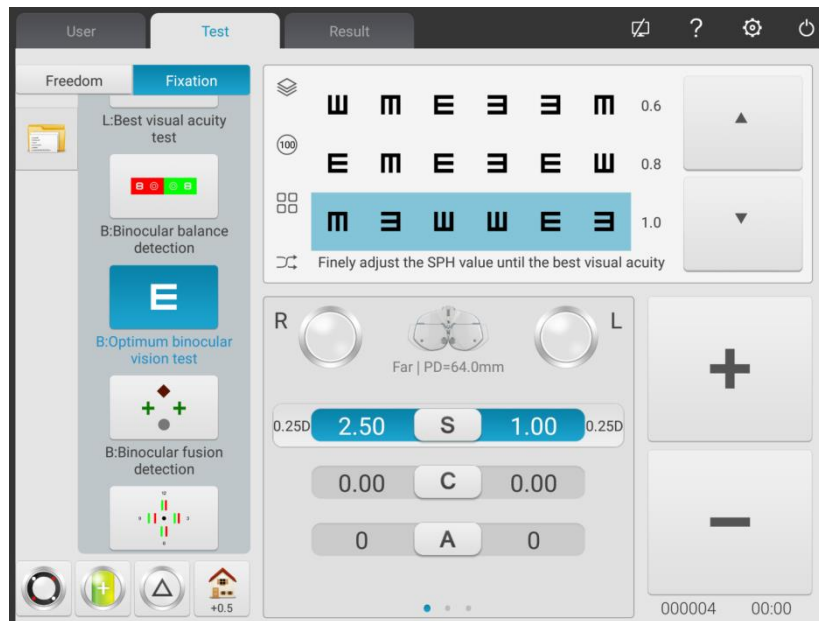 User
Test
Result
?
Freedom
Fixation
L:Best visual acuity
test
B:Binocular balance
detection
E
B:Optimum binocular
vision test
B:Binocular fusion
detection
+0.5
100
0.6
0.8
1.0
Finely adjust the SPH value until the best visual acuity
R
L
Far | PD=64.0mm
0.25D 2.50 S 1.00 0.25D
0.00 C 0.00
0 A 0
000004 00:00